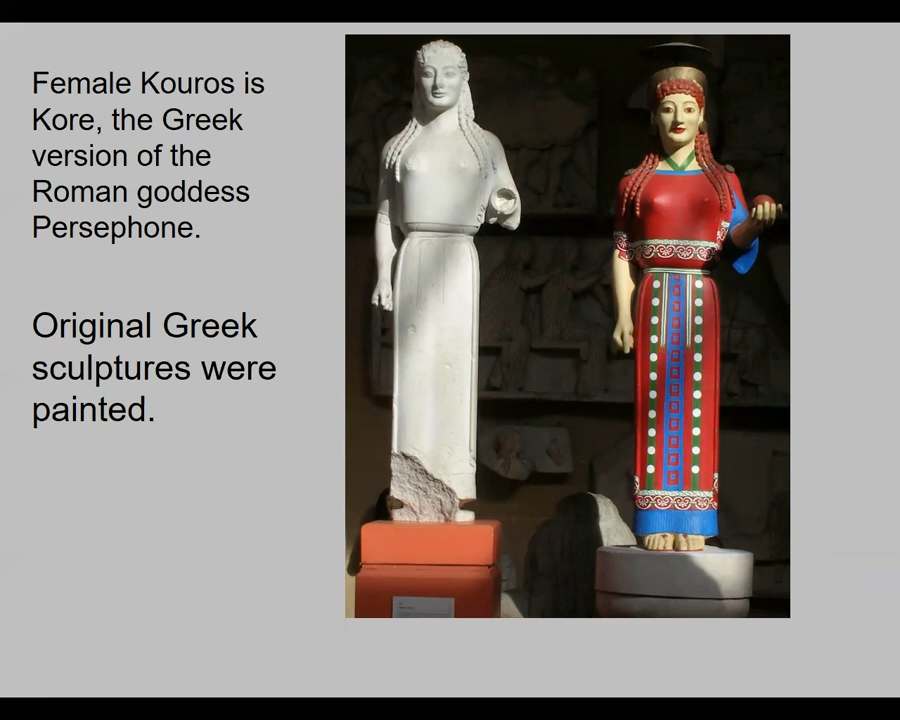 Female Kouros is
Kore, the Greek
version of the
Roman goddess
Persephone.
Original Greek
sculptures were
painted.